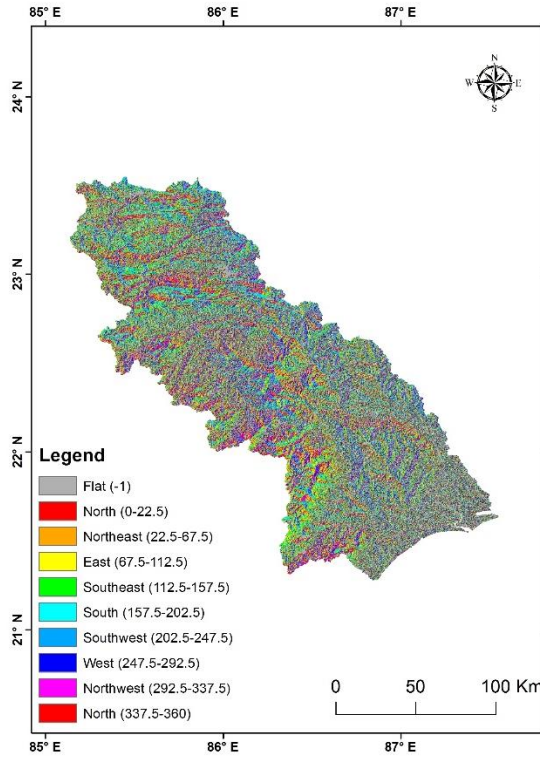 85° E 86° E 87° E
N
W E
S
24° N
23° N
22° N
21° N
Legend
Flat (-1)
North (0-22.5)
Northeast (22.5-67.5)
East (67.5-112.5)
Southeast (112.5-157.5)
South (157.5-202.5)
Southwest (202.5-247.5)
West (247.5-292.5)
Northwest (292.5-337.5)
North (337.5-360)
0 50 100 Km
85° E 86° E 87° E